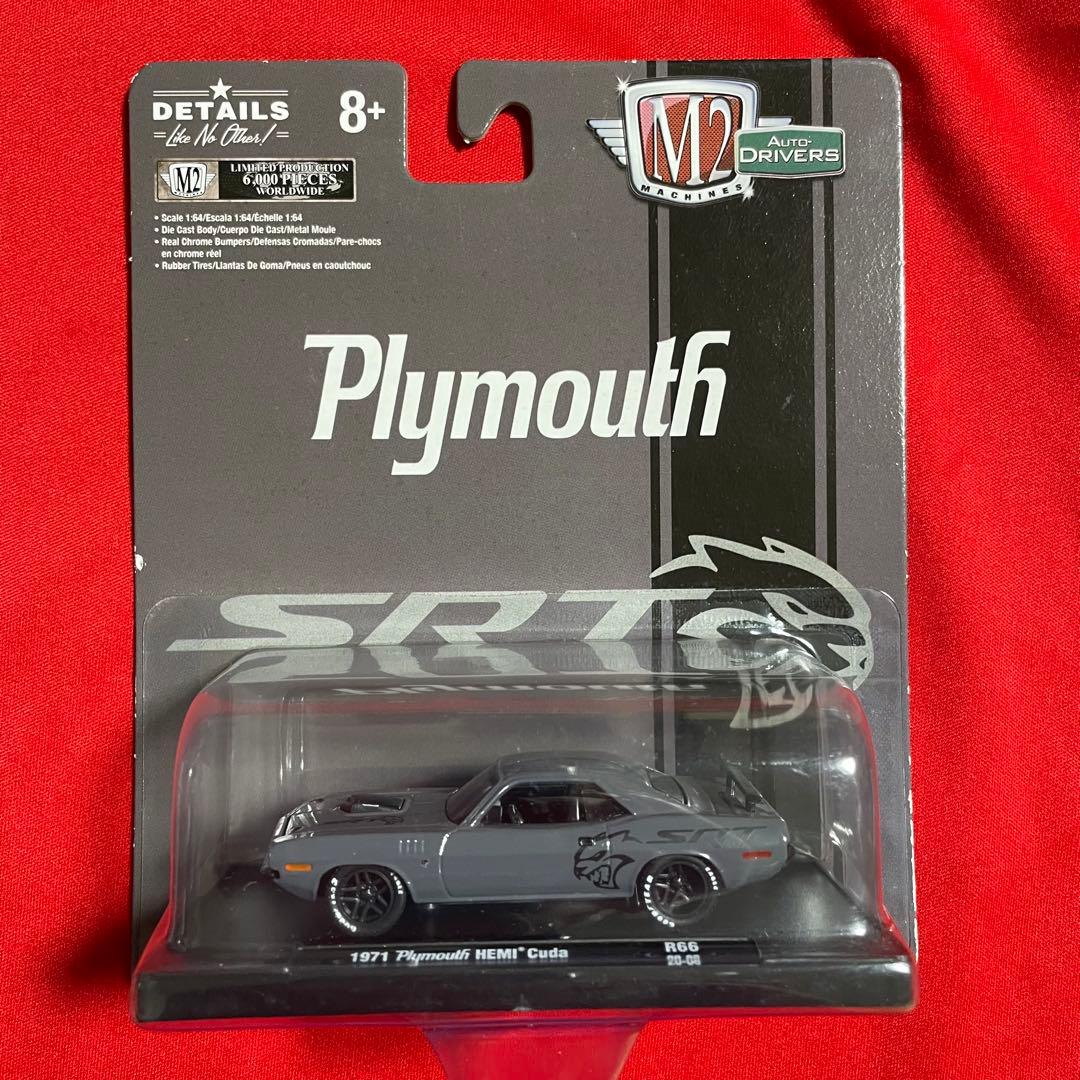 DETAILS
Like No Other!
8+
M2
LIMITED PRODUCTION
6,000 PIECES
WORLDWIDE
• Scale 1:64/Escala 1:64/Échelle 1:64
• Die Cast Body/Cuerpo Die Cast/Metal Moule
• Real Chrome Bumpers/Defensas Cromadas/Pare-chocs
en chrome réel
• Rubber Tires/Llantas De Goma/Pneus en caoutchouc
M2
MACHINES
AUTO-
DRIVERS
Plymouth
SRT
SRT
1971 Plymouth HEMI® Cuda
R66
20-08